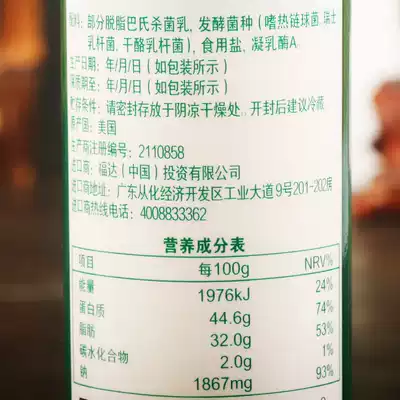 配料：部分脱脂巴氏杀菌乳, 发酵菌种（嗜热链球菌 瑞士
乳杆菌, 干酪乳杆菌）, 食用盐, 凝乳酶A.
生产日期：年/月/日（如包装所示）
保质期至：年/月/日（如包装所示）
贮存条件：请密封存放于阴凉干燥处.. 开封后建议冷藏
原产国：美国
生产商注册编号：2110858
进口商：福达（中国）投资有限公司
进口商地址：广东从化经济开发区工业大道9号201-202房
进口商热线电话：4008833362
营养成分表
项目 每100g NRV%
能量 1976kJ 24%
蛋白质 44.6g 74%
脂肪 32.0g 53%
碳水化合物 2.0g 1%
钠 1867mg 93%